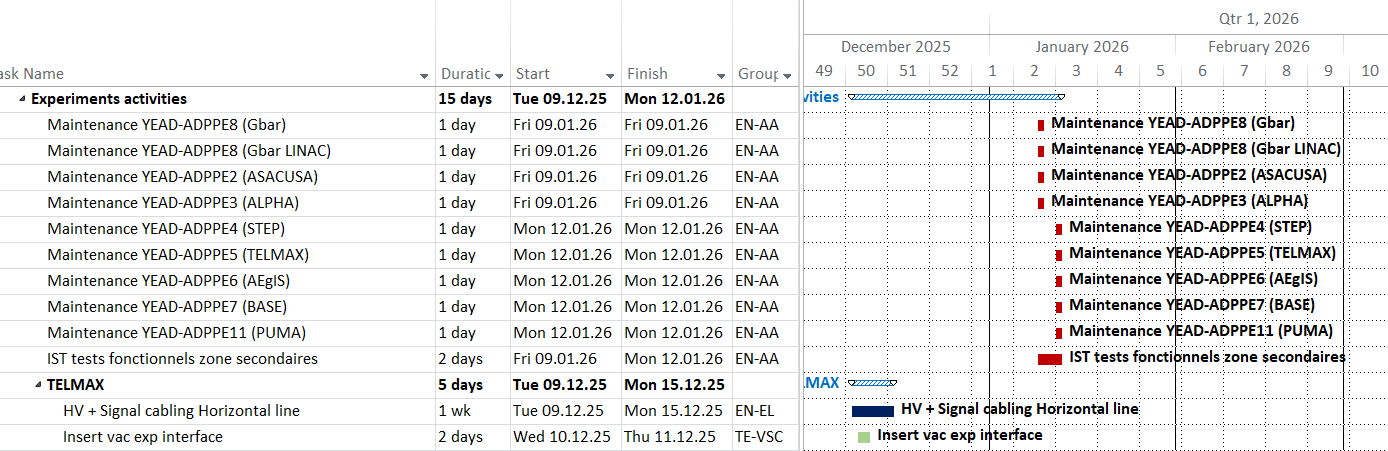 Qtr 1, 2026
December 2025 January 2026 February 2026
ask Name Duratic Start Finish Group 49 50 51 52 1 2 3 4 5 6 7 8 9 10
Experiments activities 15 days Tue 09.12.25 Mon 12.01.26 vities
Maintenance YEAD-ADPPE8 (Gbar) 1 day Fri 09.01.26 Fri 09.01.26 EN-AA Maintenance YEAD-ADPPE8 (Gbar)
Maintenance YEAD-ADPPE8 (Gbar LINAC) 1 day Fri 09.01.26 Fri 09.01.26 EN-AA Maintenance YEAD-ADPPE8 (Gbar LINAC)
Maintenance YEAD-ADPPE2 (ASACUSA) 1 day Fri 09.01.26 Fri 09.01.26 EN-AA Maintenance YEAD-ADPPE2 (ASACUSA)
Maintenance YEAD-ADPPE3 (ALPHA) 1 day Fri 09.01.26 Fri 09.01.26 EN-AA Maintenance YEAD-ADPPE3 (ALPHA)
Maintenance YEAD-ADPPE4 (STEP) 1 day Mon 12.01.26 Mon 12.01.26 EN-AA Maintenance YEAD-ADPPE4 (STEP)
Maintenance YEAD-ADPPE5 (TELMAX) 1 day Mon 12.01.26 Mon 12.01.26 EN-AA Maintenance YEAD-ADPPE5 (TELMAX)
Maintenance YEAD-ADPPE6 (AEgIS) 1 day Mon 12.01.26 Mon 12.01.26 EN-AA Maintenance YEAD-ADPPE6 (AEgIS)
Maintenance YEAD-ADPPE7 (BASE) 1 day Mon 12.01.26 Mon 12.01.26 EN-AA Maintenance YEAD-ADPPE7 (BASE)
Maintenance YEAD-ADPPE11 (PUMA) 1 day Mon 12.01.26 Mon 12.01.26 EN-AA Maintenance YEAD-ADPPE11 (PUMA)
IST tests fonctionnels zone secondaires 2 days Fri 09.01.26 Mon 12.01.26 EN-AA IST tests fonctionnels zone secondaires
TELMAX 5 days Tue 09.12.25 Mon 15.12.25 LMAX
HV + Signal cabling Horizontal line 1 wk Tue 09.12.25 Mon 15.12.25 EN-EL HV + Signal cabling Horizontal line
Insert vac exp interface 2 days Wed 10.12.25 Thu 11.12.25 TE-VSC Insert vac exp interface